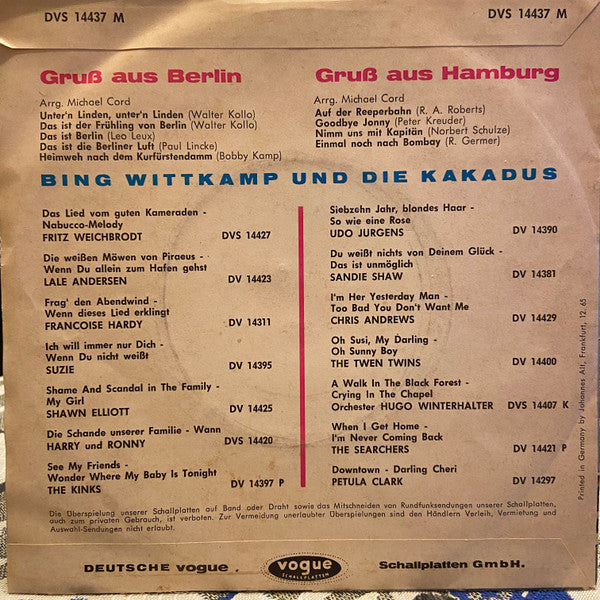 DVS 14437 M
DVS 14437 M
Gruß aus Berlin
Arrg. Michael Cord
Unter'n Linden, unter'n Linden (Walter Kollo)
Das ist der Frühling von Berlin (Walter Kollo)
Das ist Berlin (Leo Leux)
Das ist die Berliner Luft (Paul Lincke)
Heimweh nach dem Kurfürstendamm (Bobby Kamp)
Gruß aus Hamburg
Arrg. Michael Cord
Auf der Reeperbahn (R. A. Roberts)
Goodbye Jonny (Peter Kreuder)
Nimm uns mit Kapitän (Norbert Schulze)
Einmal noch nach Bombay (R. Germer)
BING WITTKAMP UND DIE KAKADUS
Das Lied vom guten Kameraden -
Nabucco-Melody
FRITZ WEICHBRODT DVS 14427
Die weißen Möwen von Piraeus -
Wenn Du allein zum Hafen gehst
LALE ANDERSEN DV 14423
Frag' den Abendwind -
Wenn dieses Lied erklingt
FRANCOISE HARDY DV 14311
Ich will immer nur Dich -
Wenn Du nicht weißt
SUZIE DV 14395
Shame And Scandal in The Family -
My Girl
SHAWN ELLIOTT DV 14425
Die Schande unserer Familie - Wann
HARRY und RONNY DVS 14420
See My Friends -
Wonder Where My Baby Is Tonight
THE KINKS DV 14397 P
Siebzehn Jahr, blondes Haar -
So wie eine Rose
UDO JURGENS DV 14390
Du weißt nichts von Deinem Glück -
Das ist unmöglich
SANDIE SHAW DV 14381
I'm Her Yesterday Man -
Too Bad You Don't Want Me
CHRIS ANDREWS DV 14429
Oh Susi, My Darling -
Oh Sunny Boy
THE TWEN TWINS DV 14400
A Walk In The Black Forest -
Crying In The Chapel
Orchester HUGO WINTERHALTER DVS 14407 K
When I Get Home -
I'm Never Coming Back
THE SEARCHERS DV 14421 P
Downtown - Darling Cheri
PETULA CLARK DV 14297
Printed in Germany by Johannes Alt, Frankfurt, 12. 65
Die Überspielung unserer Schallplatten auf Band oder Draht sowie das Mitschneiden von Rundfunksendungen unserer Schallplatten,
auch zum privaten Gebrauch, ist verboten. Zur Vermeidung unerlaubter Überspielungen sind den Händlern Verleih, Vermietung und
Auswahl-Sendungen nicht erlaubt.
DEUTSCHE vogue .
vogue
SCHALLPLATTEN
Schallplatten GmbH.